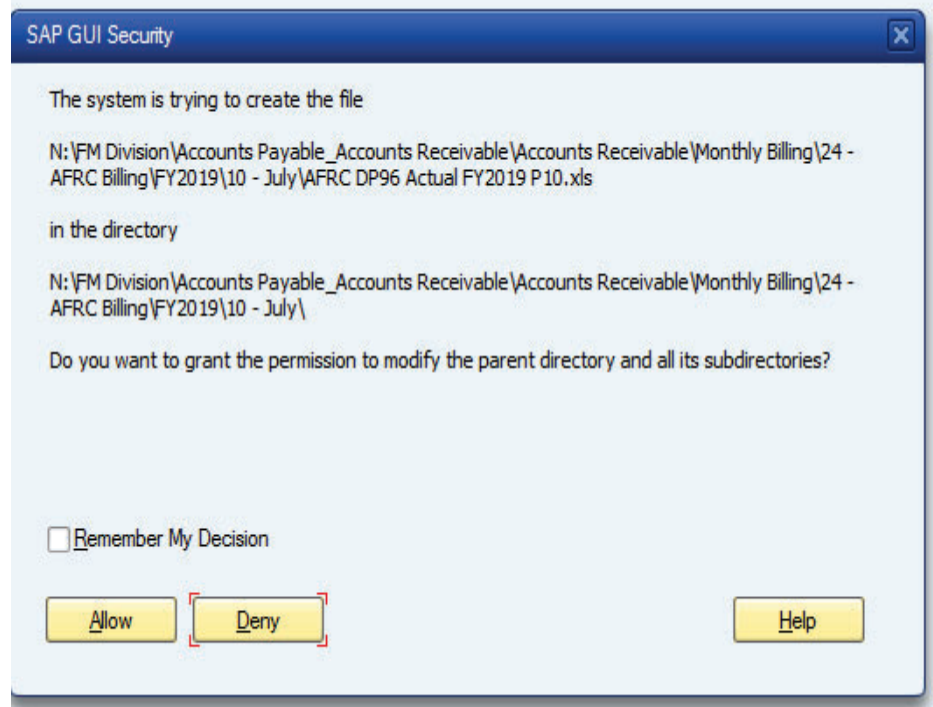 SAP GUI Security
The system is trying to create the file
N:\FM Division\Accounts Payable_Accounts Receivable\Accounts Receivable\Monthly Billing\24 -
AFRC Billing\FY2019\10 - July\AFRC DP96 Actual FY2019 P10.xls
in the directory
N:\FM Division\Accounts Payable_Accounts Receivable\Accounts Receivable\Monthly Billing\24 -
AFRC Billing\FY2019\10 - July\
Do you want to grant the permission to modify the parent directory and all its subdirectories?
Remember My Decision
Allow Deny Help